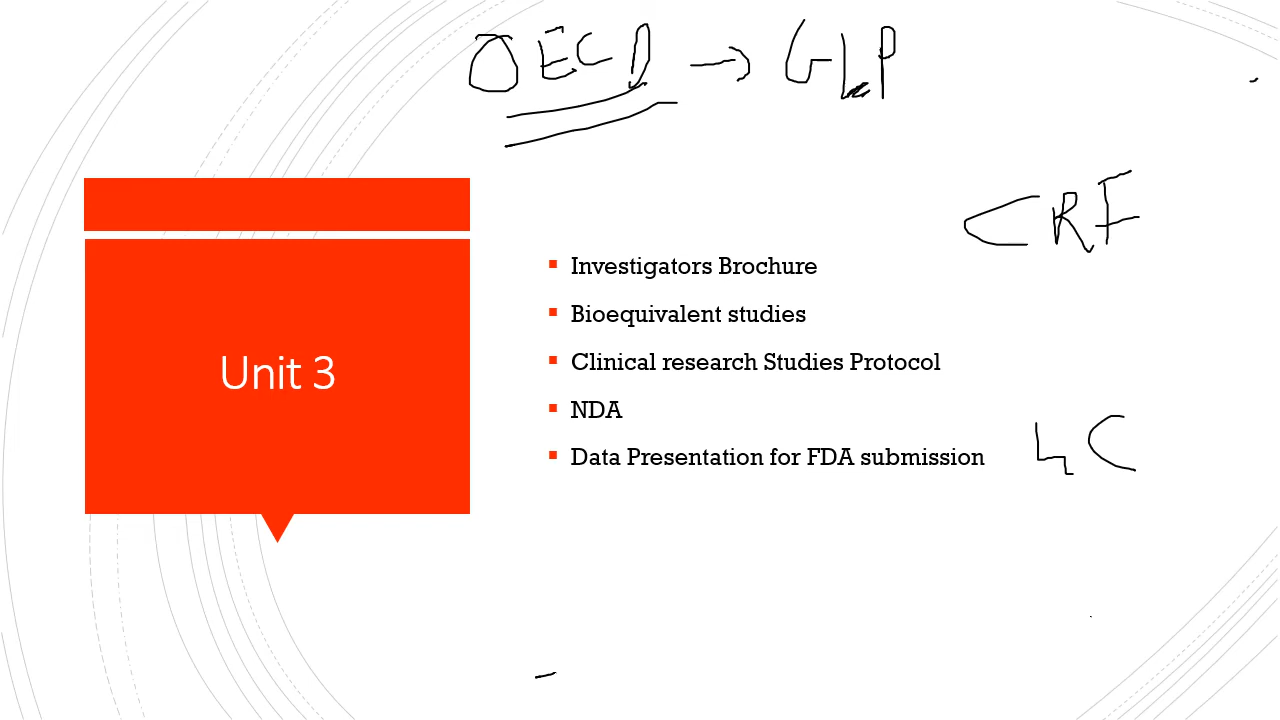 OECD → GLP
CRF
Unit 3
Investigators Brochure
Bioequivalent studies
Clinical research Studies Protocol
NDA
Data Presentation for FDA submission
4C